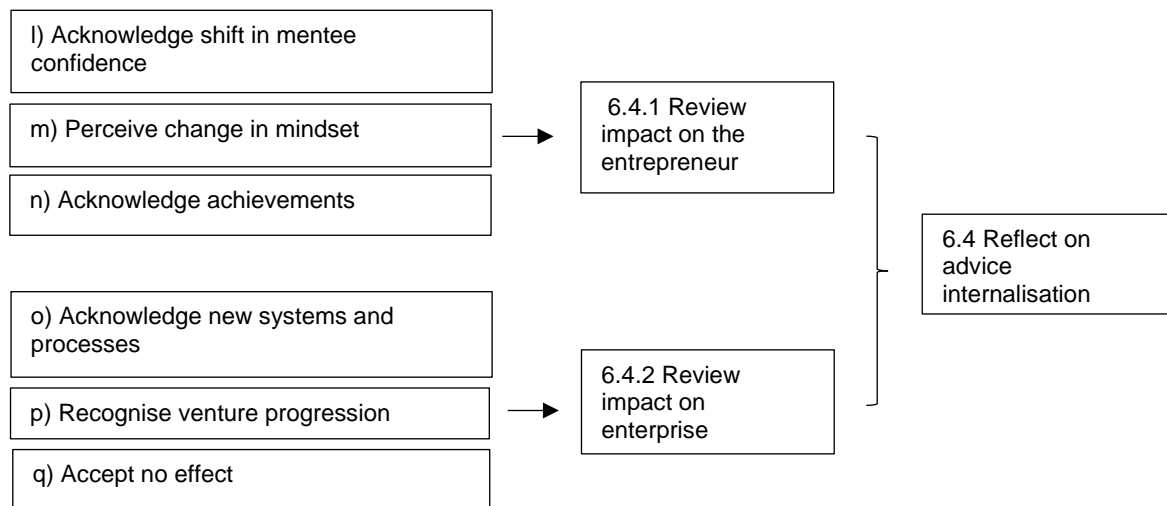 l) Acknowledge shift in mentee
confidence
m) Perceive change in mindset
n) Acknowledge achievements
6.4.1 Review
impact on the
entrepreneur
o) Acknowledge new systems and
processes
p) Recognise venture progression
q) Accept no effect
6.4.2 Review
impact on
enterprise
6.4 Reflect on
advice
internalisation